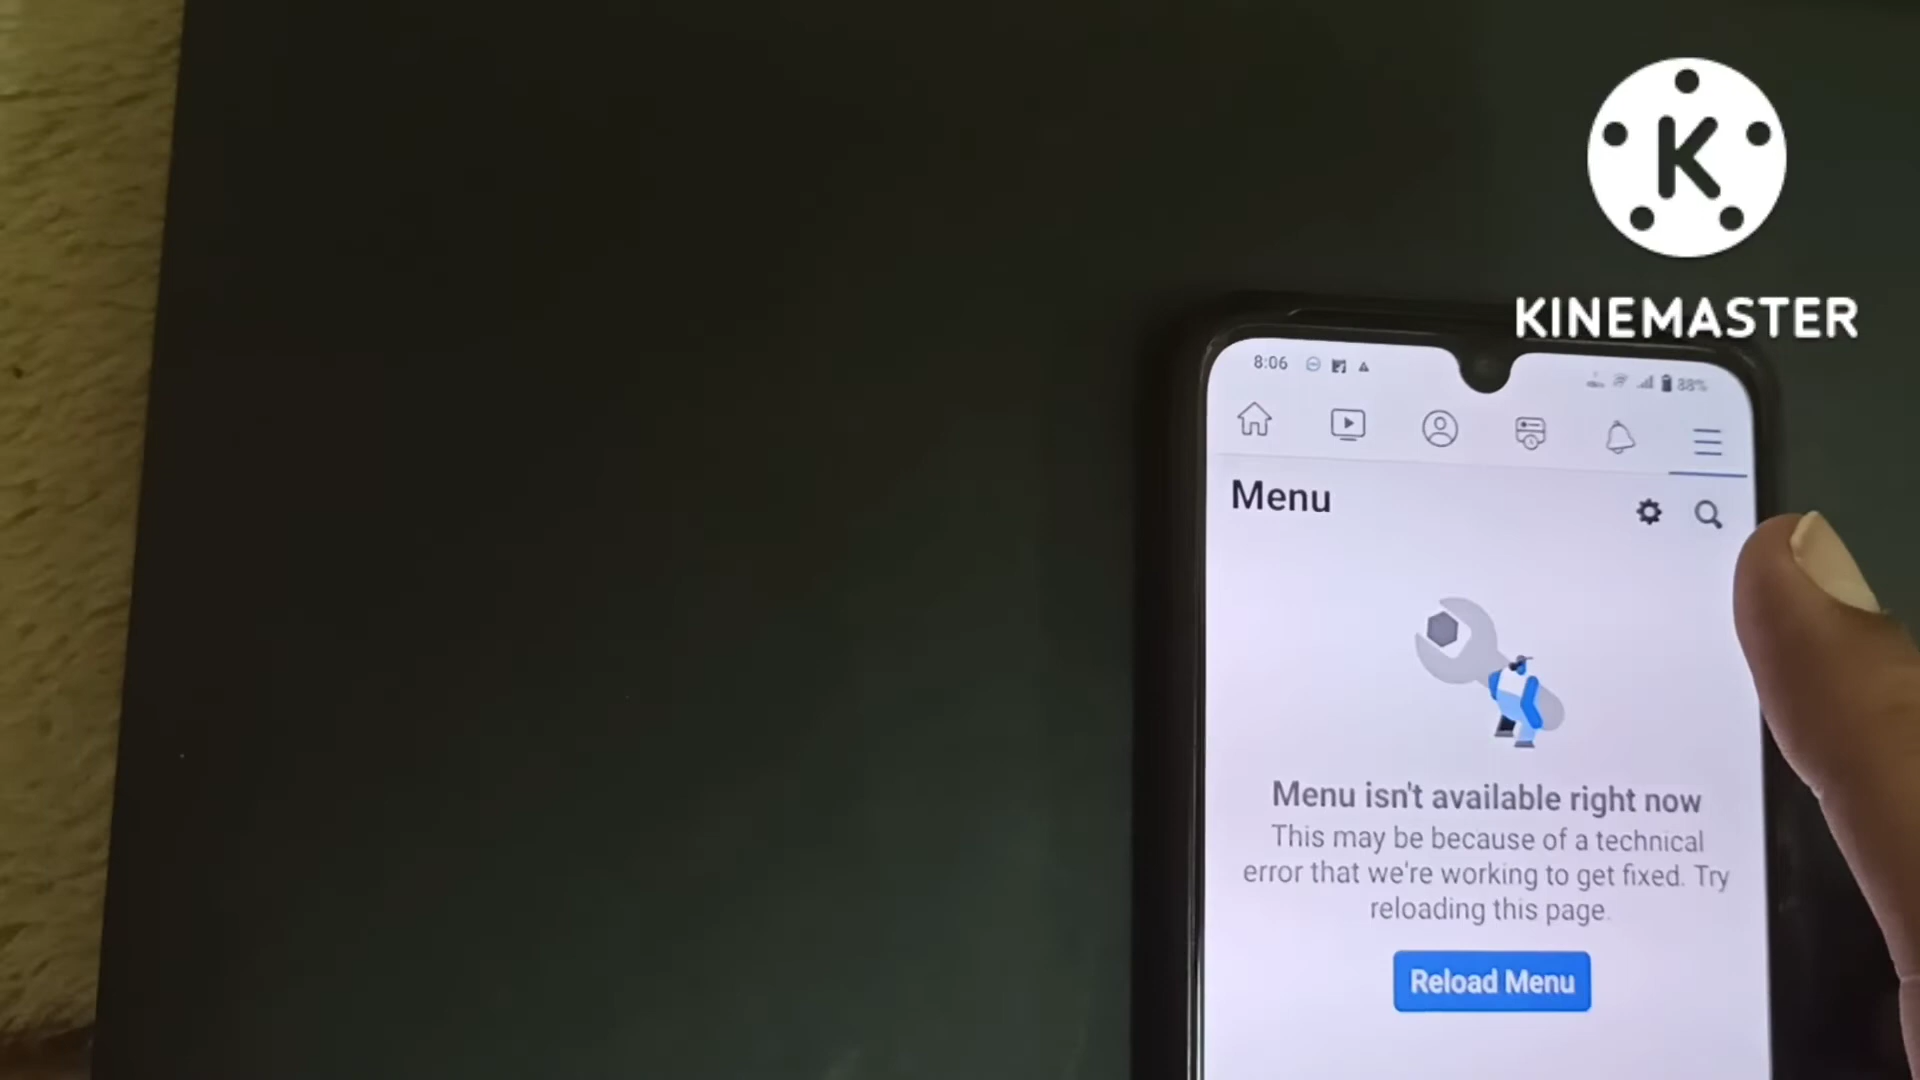 K
KINEMASTER
8:06
88%
Menu
Menu isn't available right now
This may be because of a technical
error that we're working to get fixed. Try
reloading this page.
Reload Menu